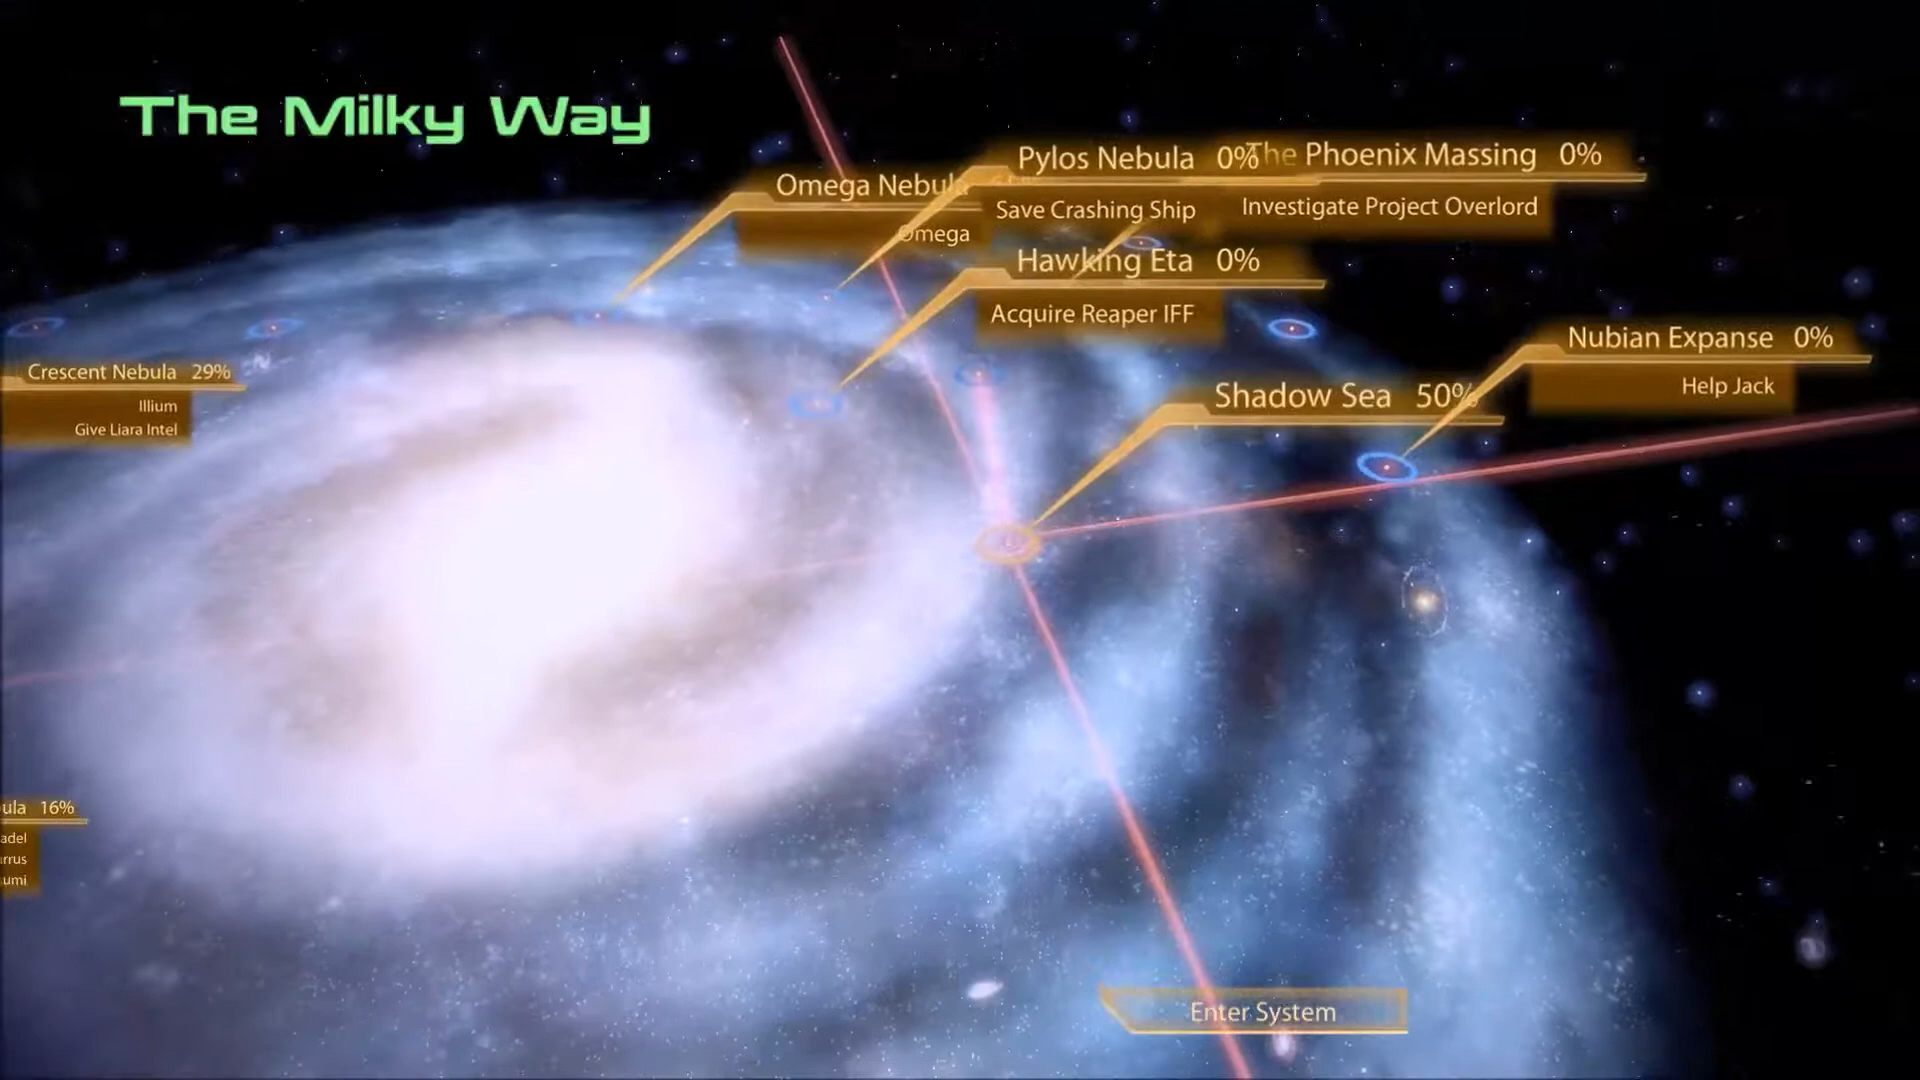 The Milky Way
Pylos Nebula 0%
Save Crashing Ship
The Phoenix Massing 0%
Investigate Project Overlord
Omega Nebula
Omega
Hawking Eta 0%
Acquire Reaper IFF
Nubian Expanse 0%
Help Jack
Crescent Nebula 29%
Illium
Give Liara Intel
Shadow Sea 50%
ula 16%
adel
rrus
umi
Enter System